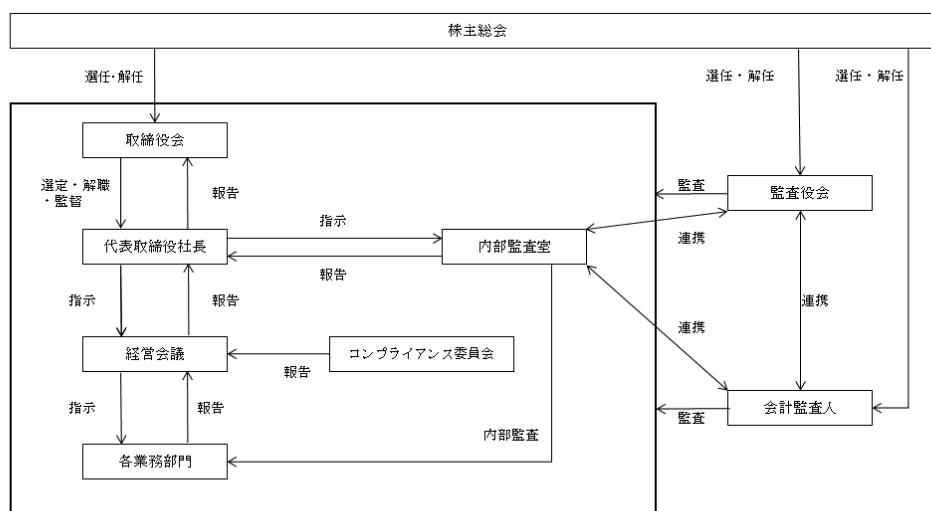 株主総会
選任・解任
選任・解任
選任・解任
取締役会
選定・解職
・監督
報告
監査
監査役会
代表取締役社長
指示
報告
内部監査室
連携
指示
報告
連携
連携
経営会議
報告
コンプライアンス委員会
指示
報告
内部監査
監査
会計監査人
各業務部門